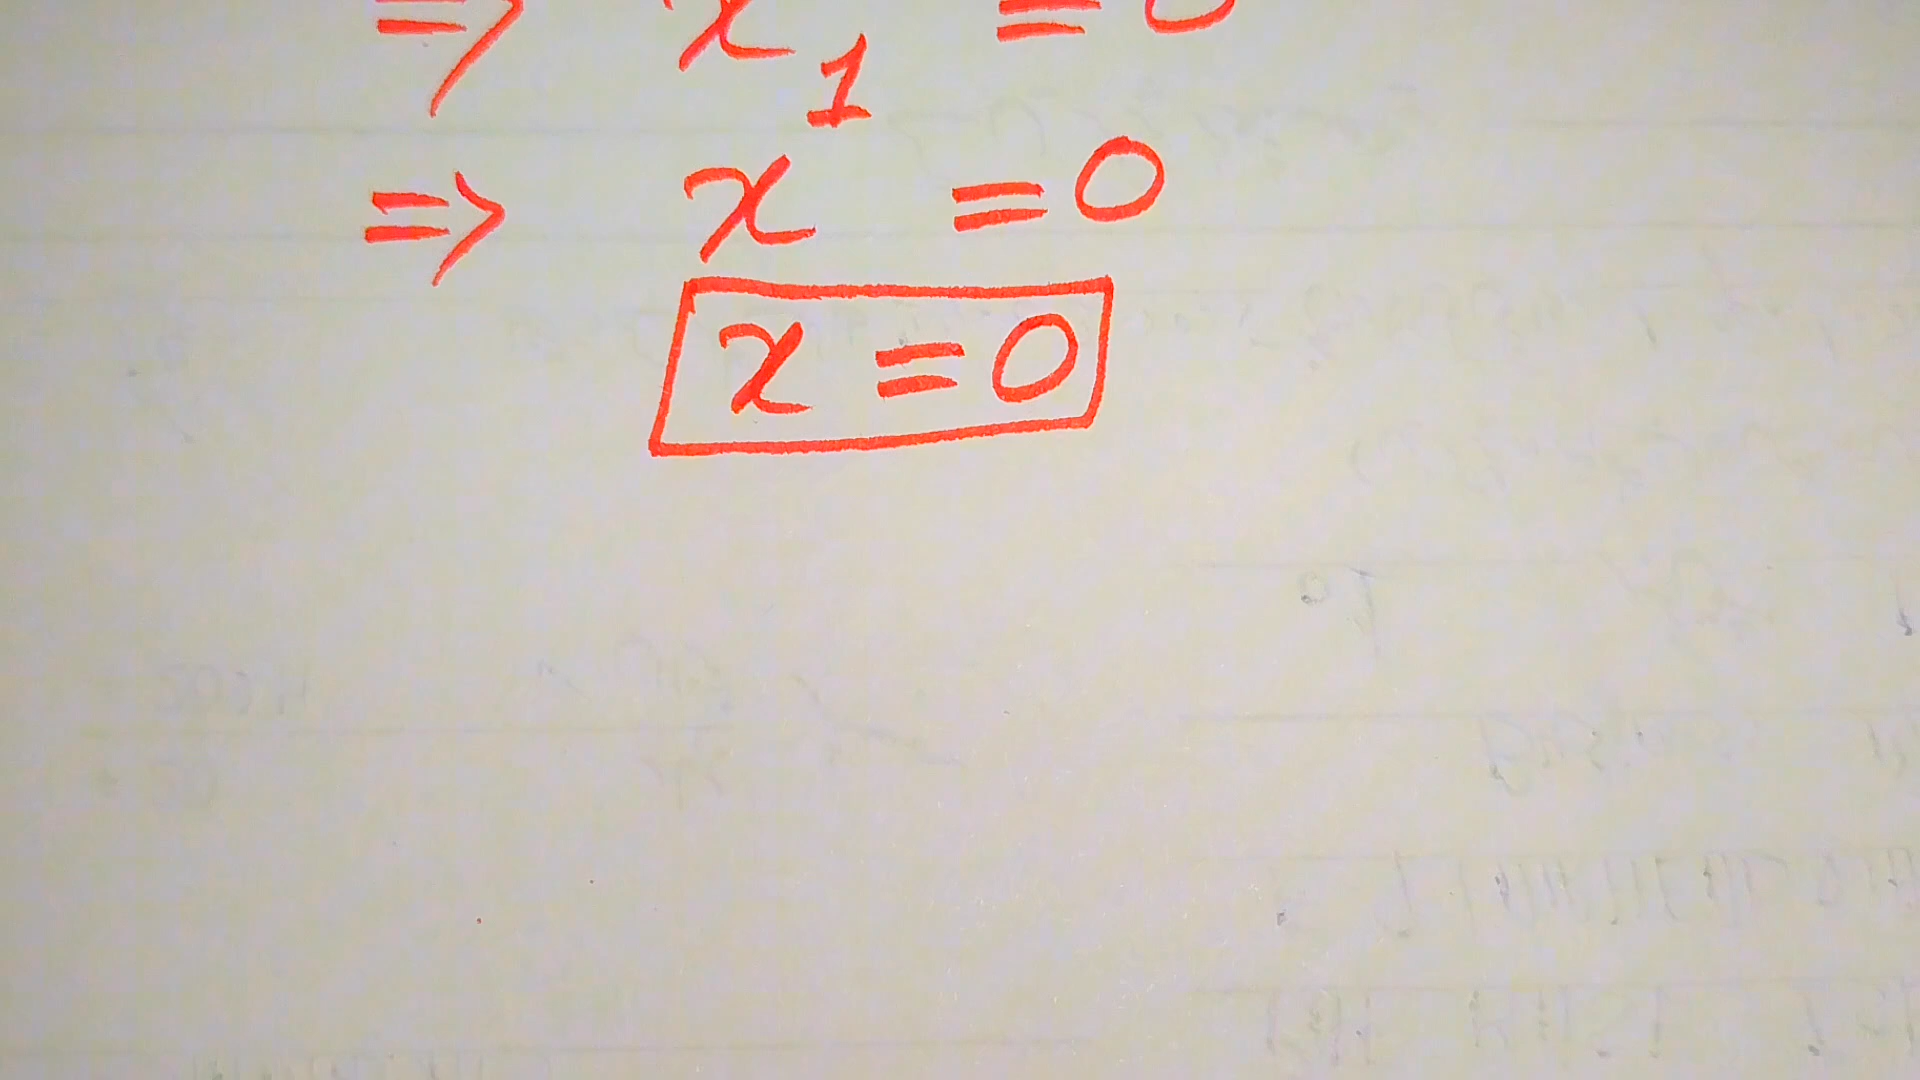 ⇒ x₁ = 0
⇒ x = 0
x = 0